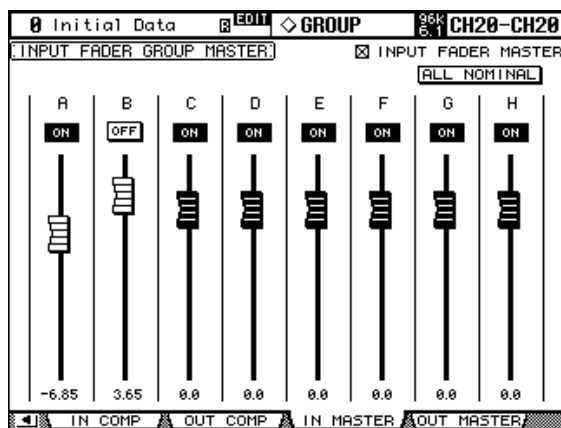 0 Initial Data R EDIT ◇GROUP 96k 6.1 CH20-CH20
INPUT FADER GROUP MASTER
☒ INPUT FADER MASTER
ALL NOMINAL
A B C D E F G H
ON OFF ON ON ON ON ON ON
-6.85 3.65 0.0 0.0 0.0 0.0 0.0 0.0
IN COMP OUT COMP IN MASTER OUT MASTER